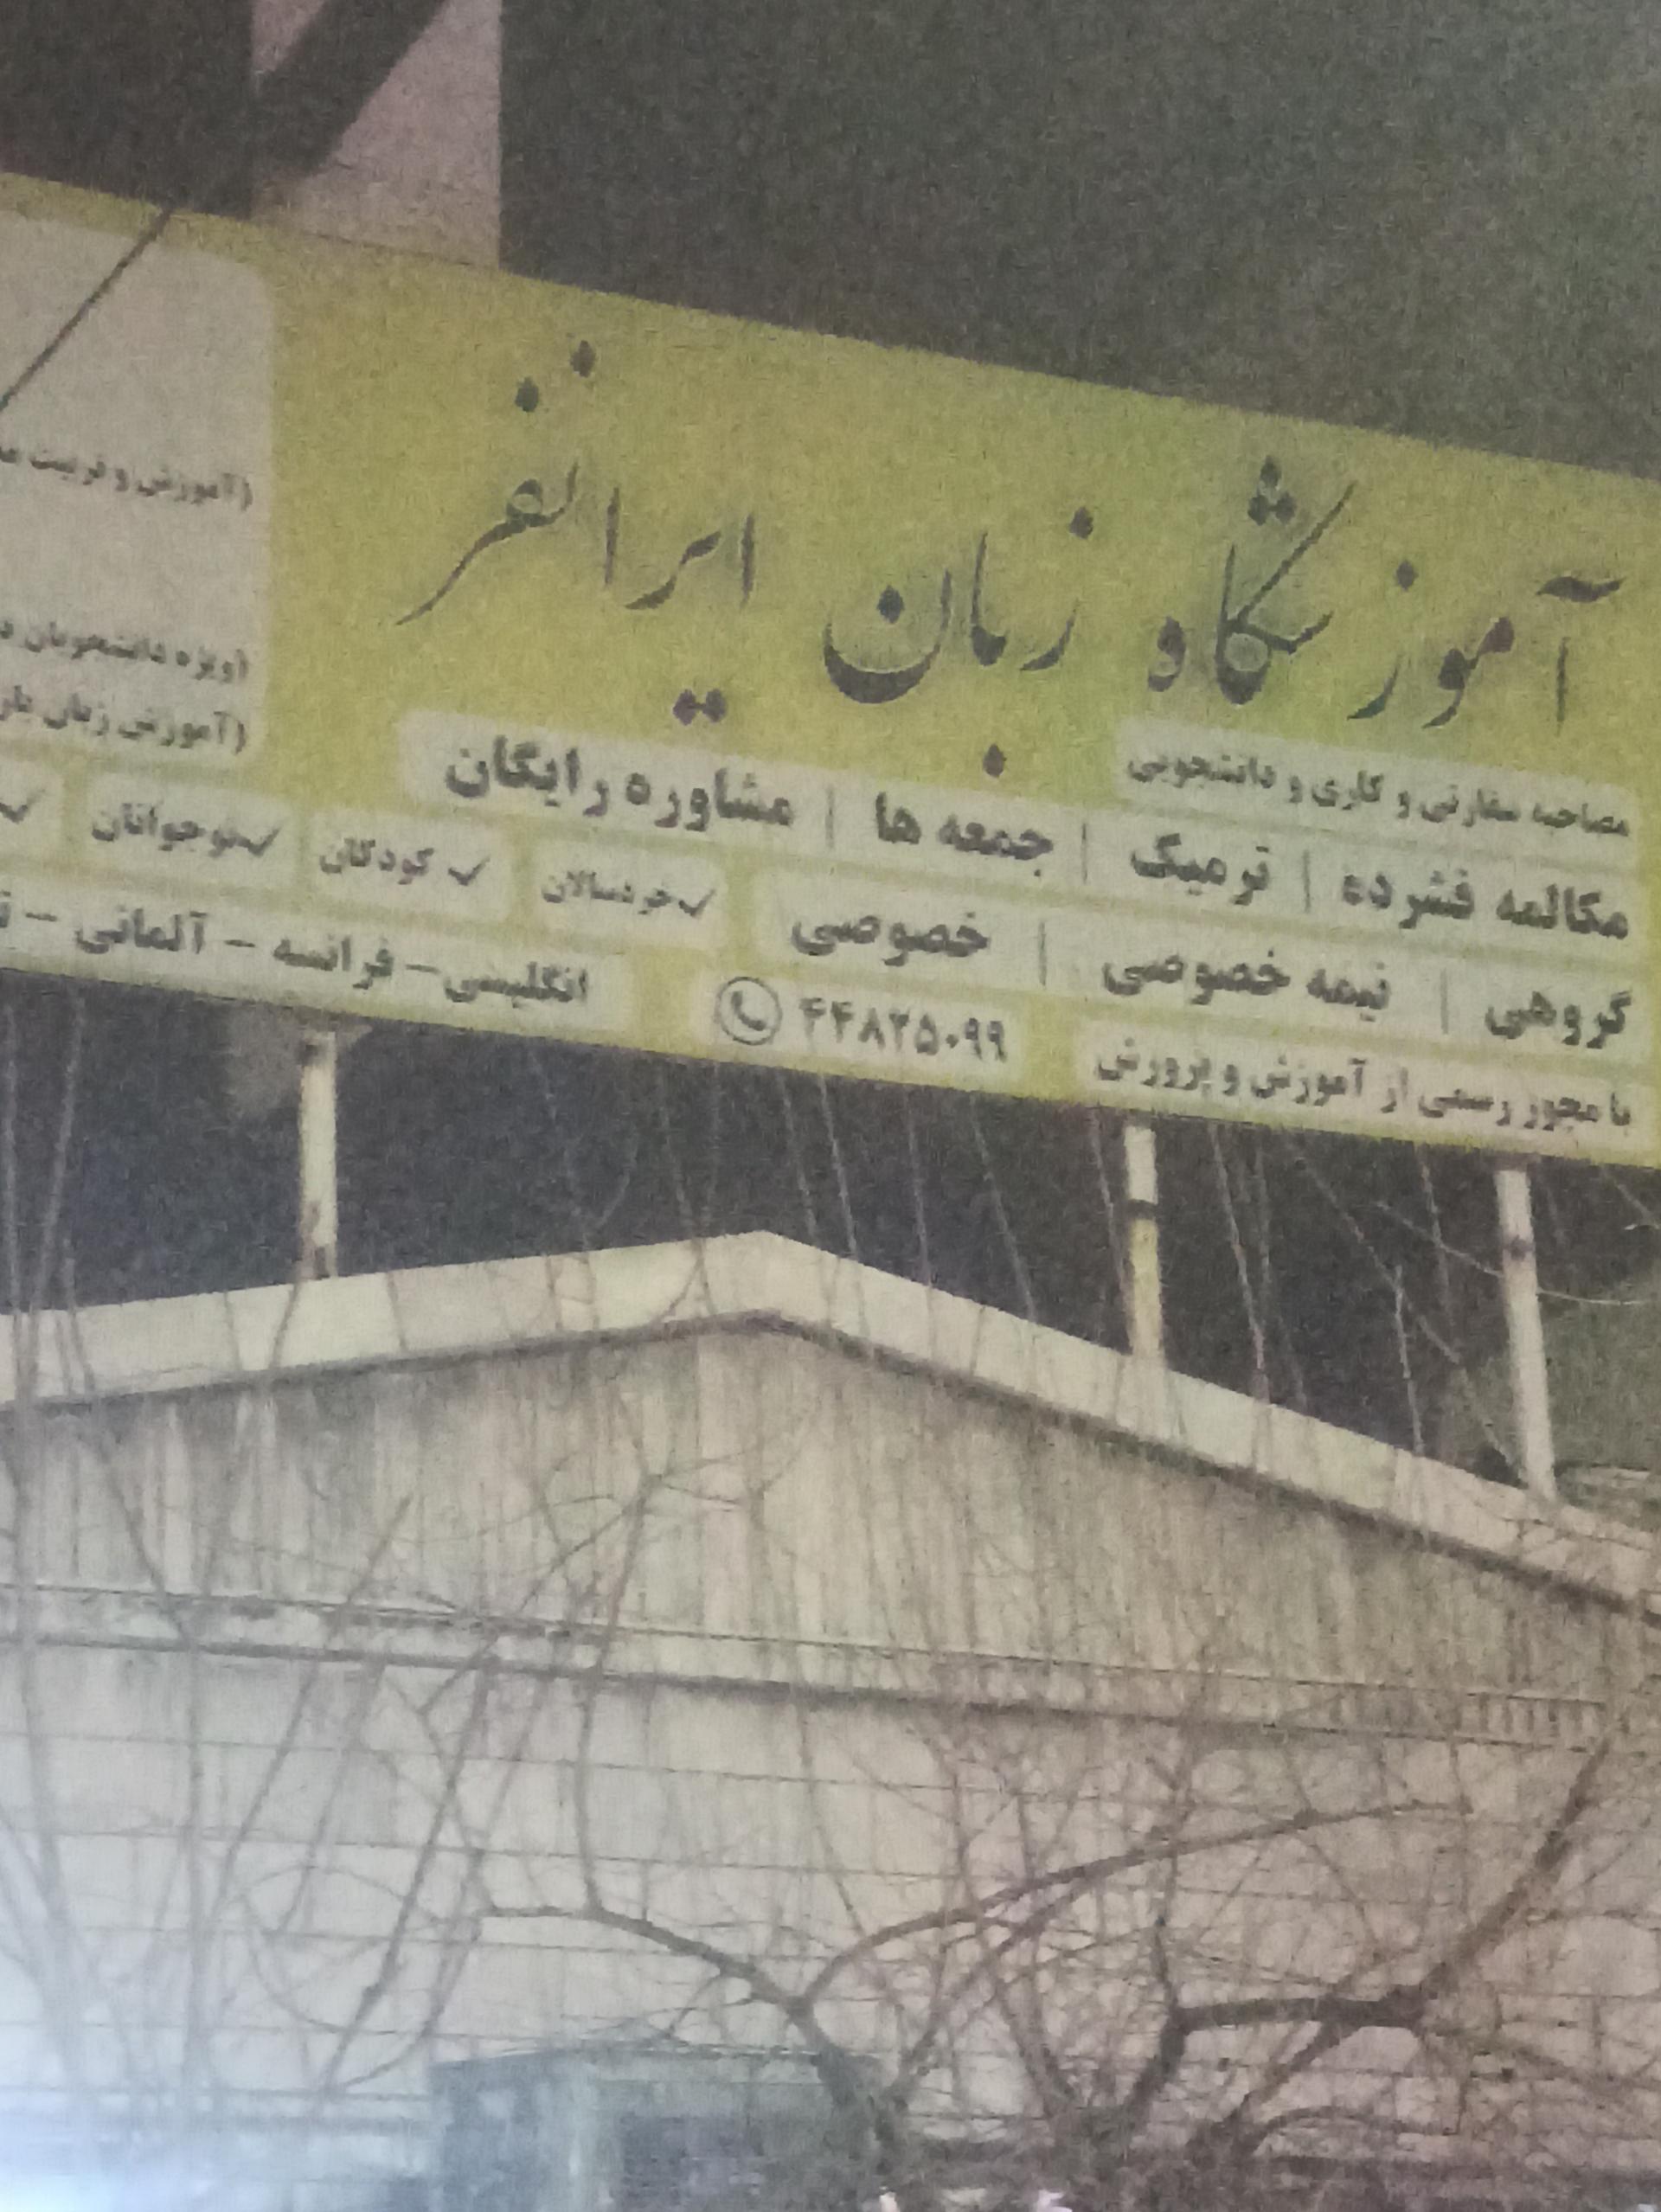 آموزشگاه زبان ایرانفر
مصاحبه سفارتی و کاری و دانشجویی
مکالمه فشرده | ترمیک | جمعه ها | مشاوره رایگان
گروهی | نیمه خصوصی | خصوصی
✓خردسالان ✓ کودکان ✓نوجوانان ✓
با مجوز رسمی از آموزش و پرورش
۴۴۸۲۵۰۹۹
انگلیسی - فرانسه - آلمانی -
(آموزش و تربیت
(ویژه دانشجویان
(آموزش زبان